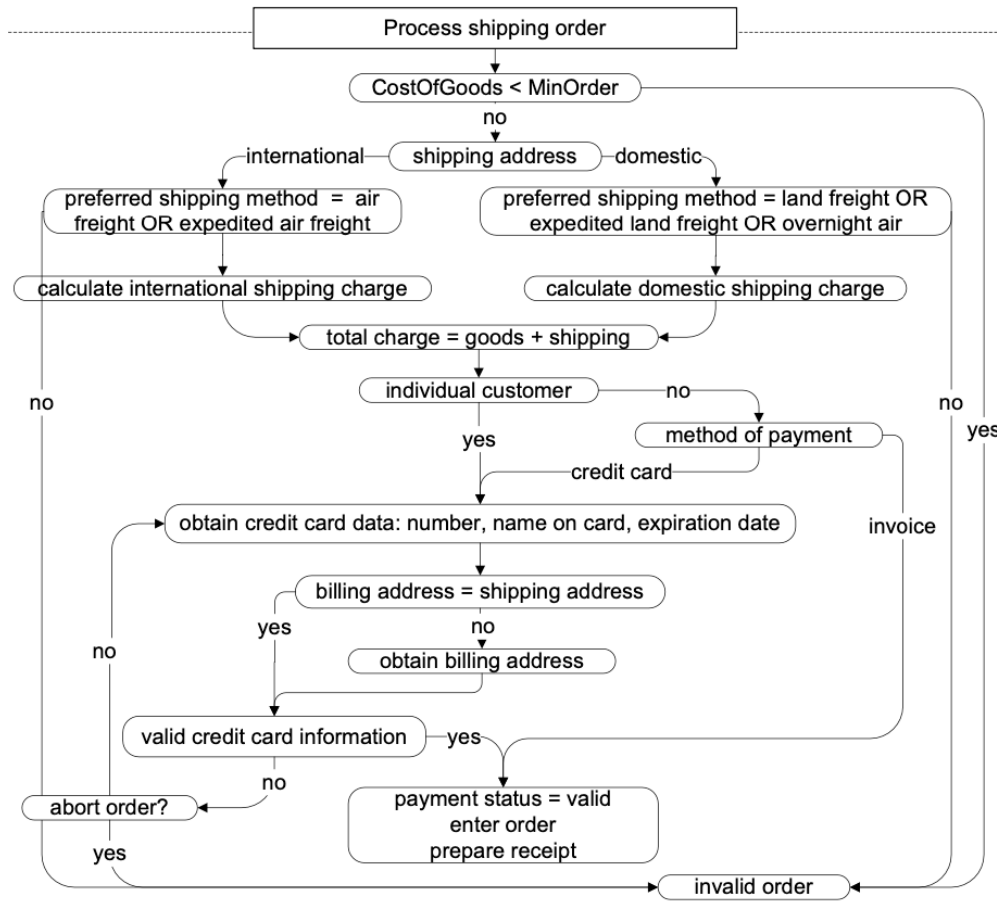 Process shipping order
CostOfGoods < MinOrder
no
yes
international
shipping address
domestic
preferred shipping method = air
freight OR expedited air freight
preferred shipping method = land freight OR
expedited land freight OR overnight air
calculate international shipping charge
calculate domestic shipping charge
total charge = goods + shipping
individual customer
no
no
no
yes
method of payment
credit card
obtain credit card data: number, name on card, expiration date
invoice
billing address = shipping address
yes
no
no
obtain billing address
valid credit card information
yes
no
abort order?
yes
payment status = valid
enter order
prepare receipt
invalid order